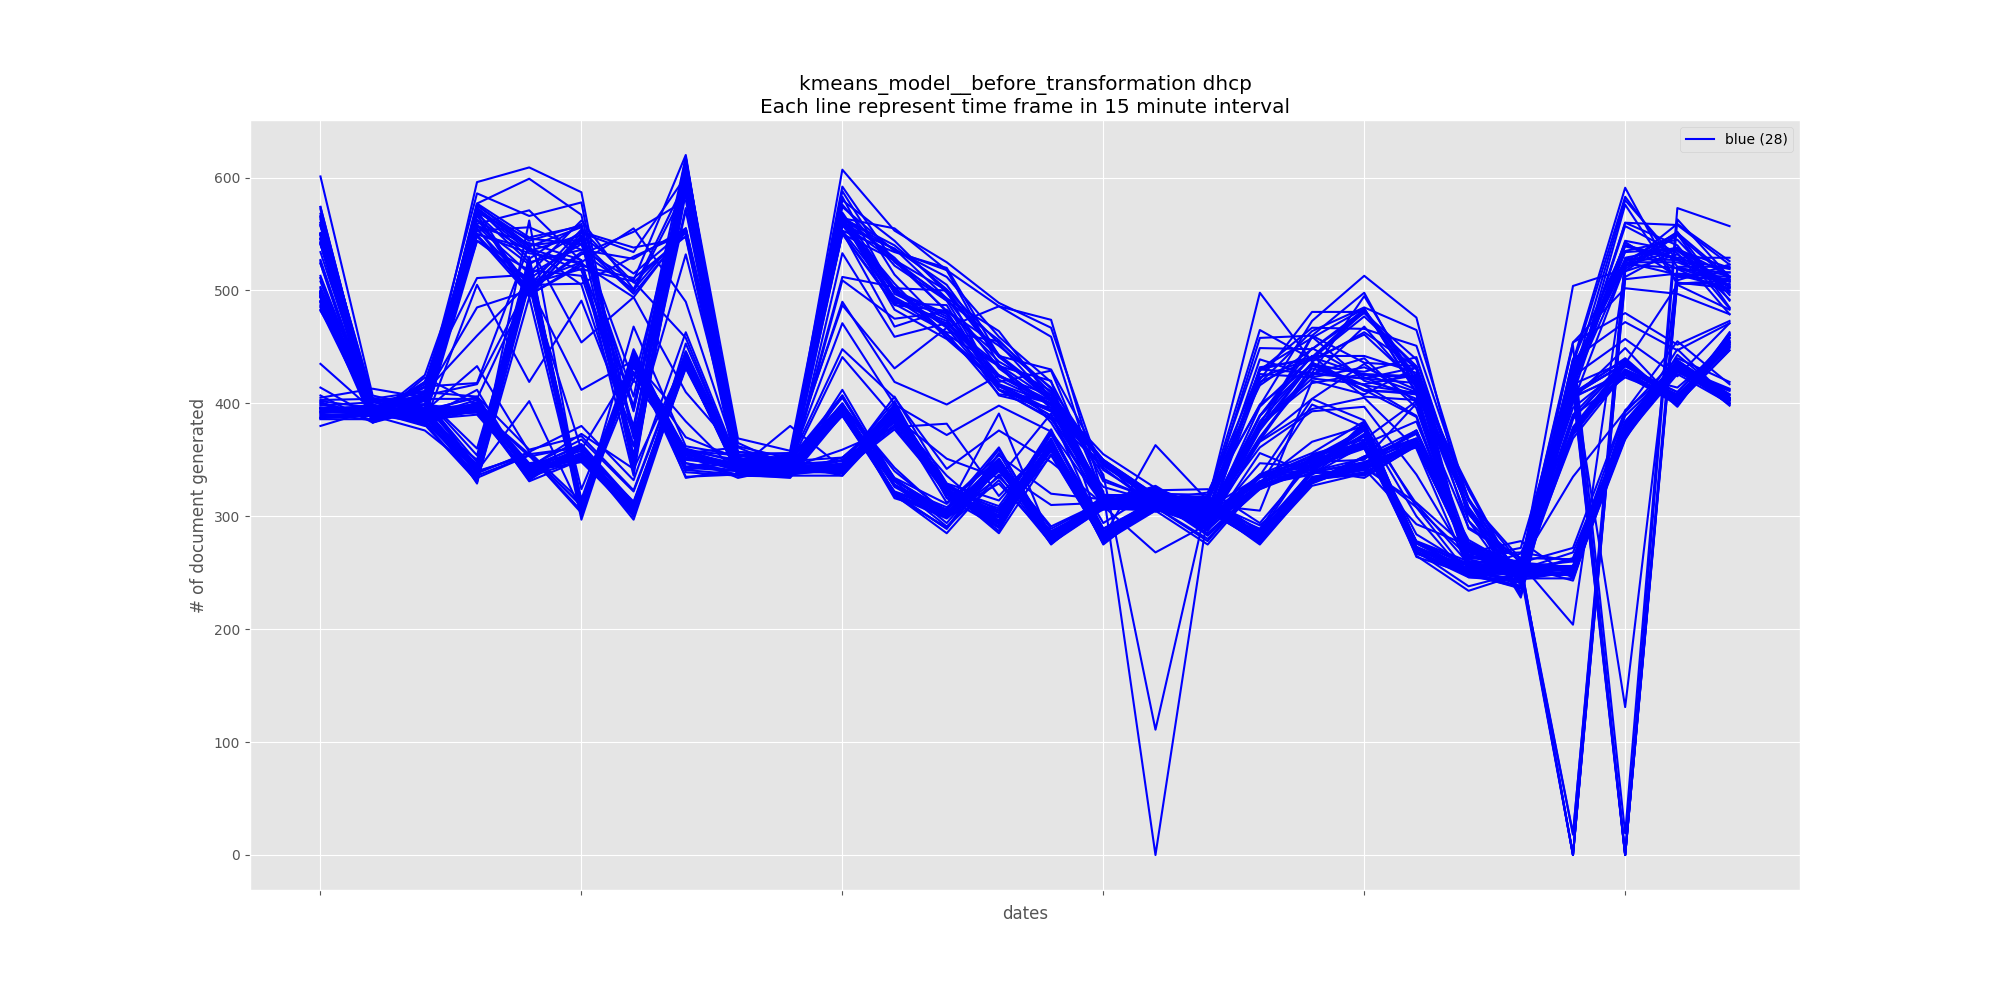 kmeans_model__before_transformation dhcp
Each line represent time frame in 15 minute interval
blue (28)
600
500
400
300
200
100
0
# of document generated
dates